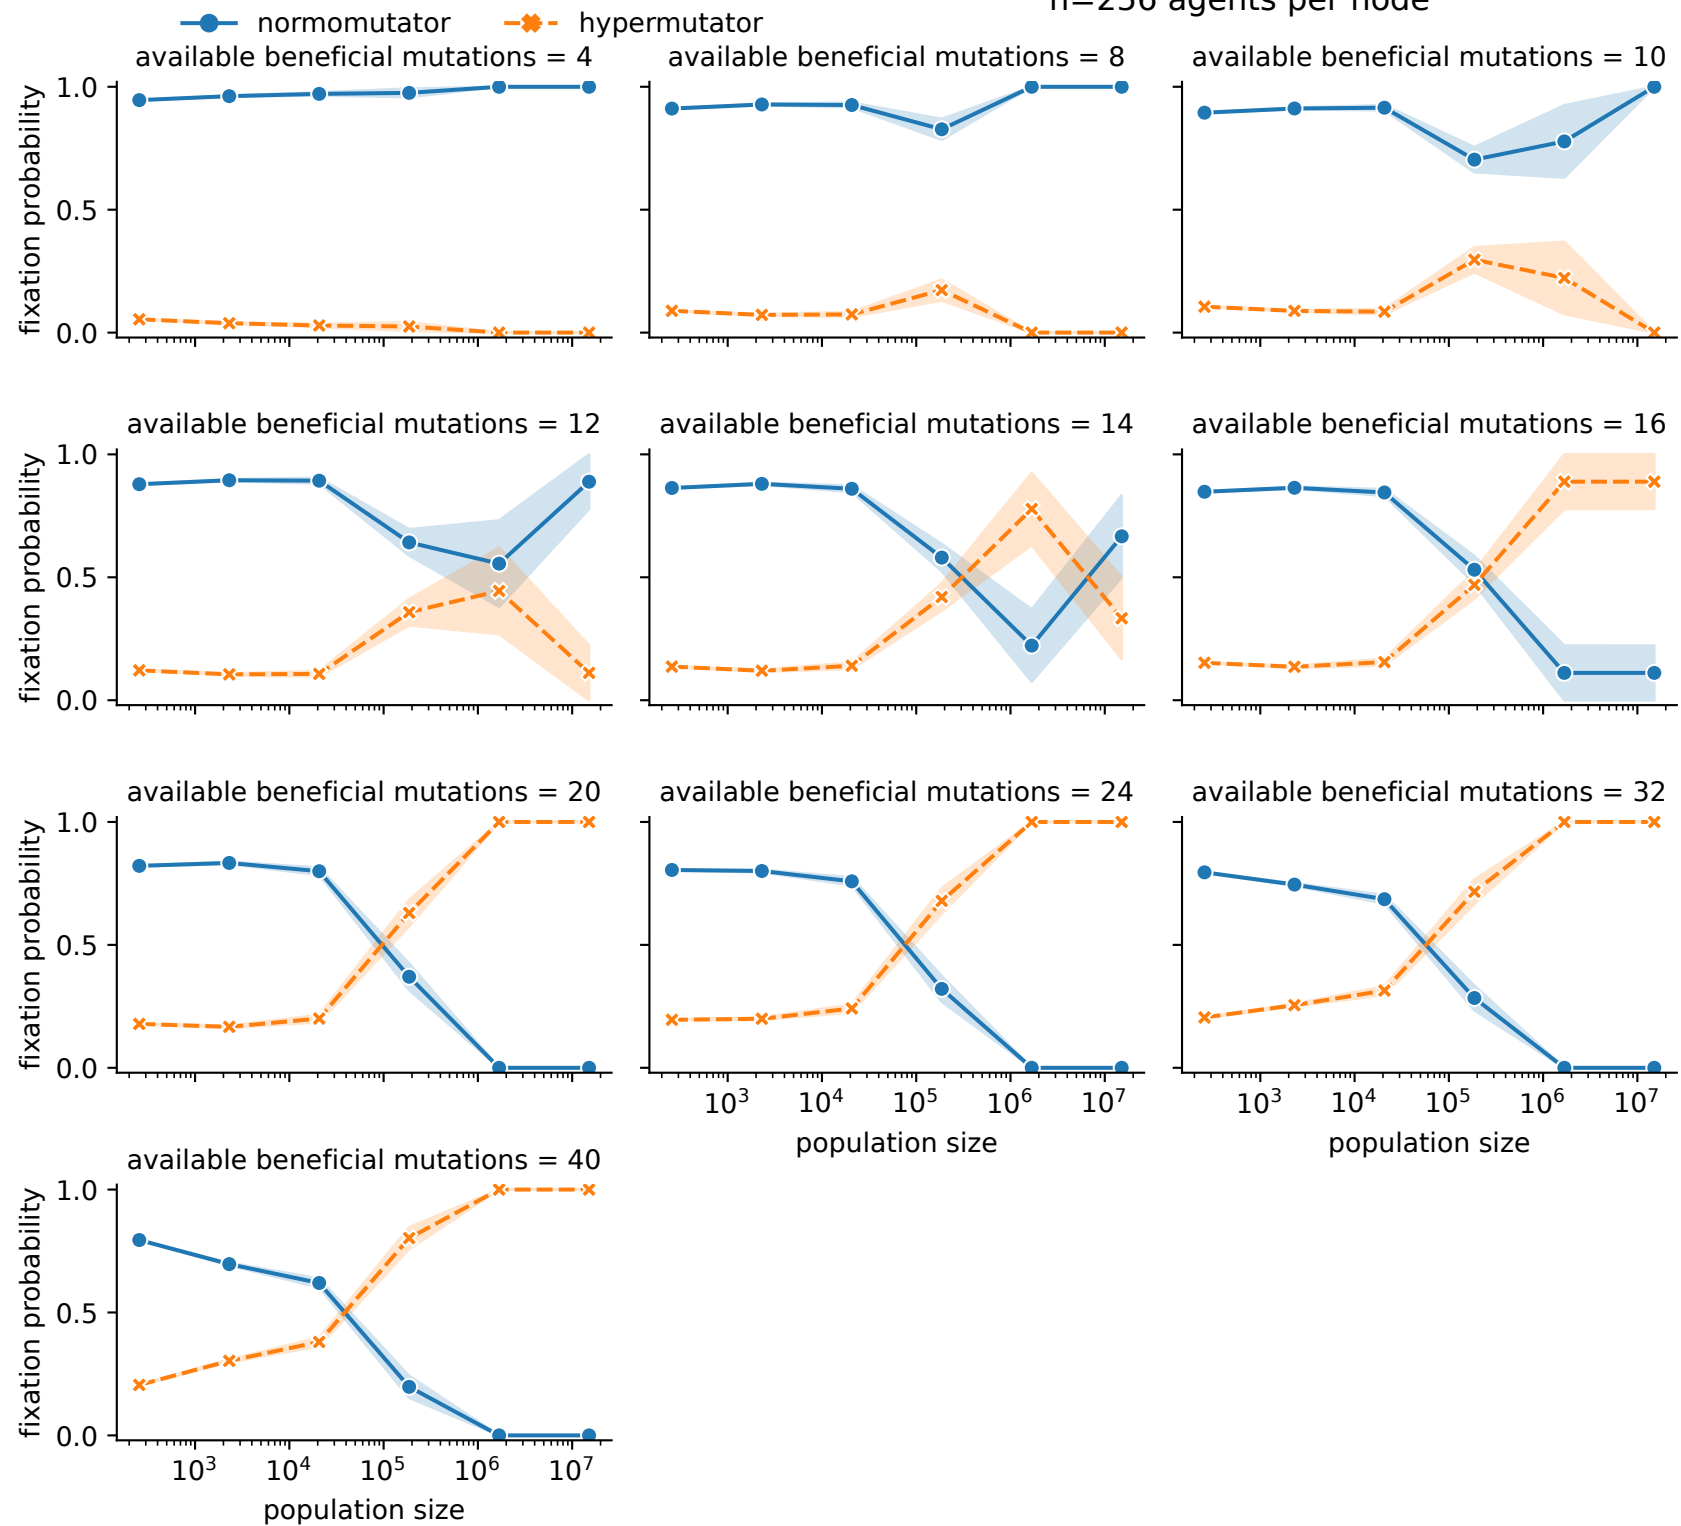 n=256 agents per node
normomutator hypermutator
available beneficial mutations = 4
available beneficial mutations = 8
available beneficial mutations = 10
1.0
0.5
0.0
fixation probability
available beneficial mutations = 12
available beneficial mutations = 14
available beneficial mutations = 16
1.0
0.5
0.0
fixation probability
available beneficial mutations = 20
available beneficial mutations = 24
available beneficial mutations = 32
1.0
0.5
0.0
fixation probability
10³ 10⁴ 10⁵ 10⁶ 10⁷
population size
10³ 10⁴ 10⁵ 10⁶ 10⁷
population size
available beneficial mutations = 40
1.0
0.5
0.0
fixation probability
10³ 10⁴ 10⁵ 10⁶ 10⁷
population size